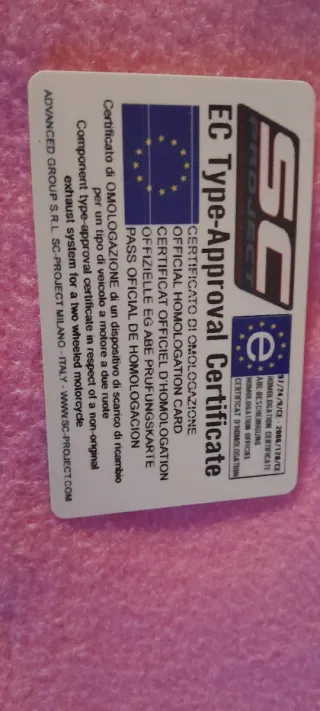 SC
PROJECT
97/24/9/CE 2006/120/CE
HOMOLOGATION CERTIFICATE
ABE-BESCHEINIGUNG
HOMOLOGATION OFFICIEL
CERTIFICAT D'HOMOLOGATION
e
EC Type-Approval Certificate
CERTIFICATO DI OMOLOGAZIONE
OFFICIAL HOMOLOGATION CARD
CERTIFICAT OFFICIEL D'HOMOLOGATION
OFFIZIELLE EG ABE PRUFUNGSKARTE
PASS OFICIAL DE HOMOLOGACION
Certificato di OMOLOGAZIONE di un dispositivo di scarico di ricambio
per un tipo di veicolo a motore a due ruote
Component type-approval certificate in respect of a non-original
exhaust system for a two wheeled motorcycle
ADVANCED GROUP S.R.L. SC-PROJECT MILANO - ITALY - WWW.SC-PROJECT.COM